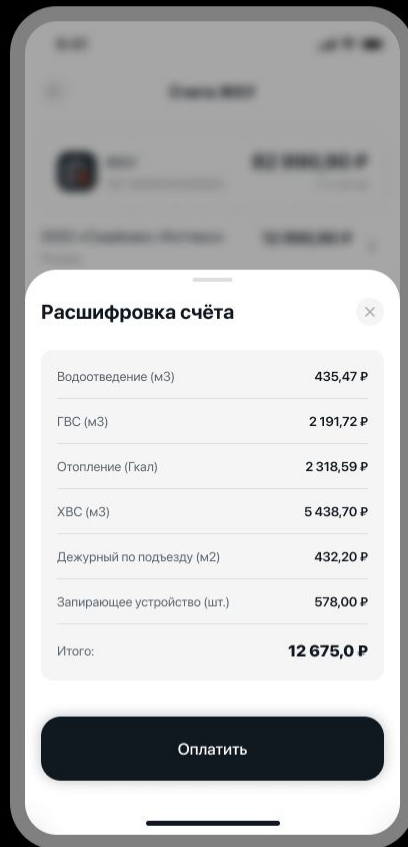 Расшифровка счёта
Водоотведение (м3) 435,47 ₽
ГВС (м3) 2 191,72 ₽
Отопление (Гкал) 2 318,59 ₽
ХВС (м3) 5 438,70 ₽
Дежурный по подъезду (м2) 432,20 ₽
Запирающее устройство (шт.) 578,00 ₽
Итого: 12 675,0 ₽
Оплатить